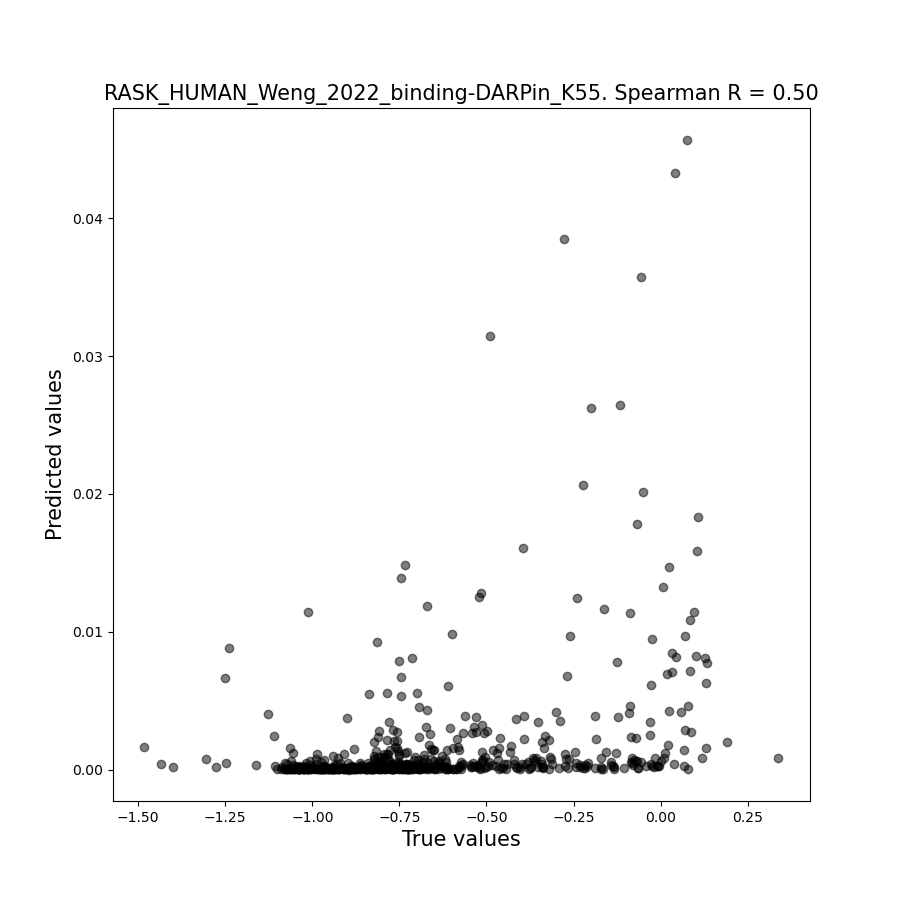 RASK_HUMAN_Weng_2022_binding-DARPin_K55. Spearman R = 0.50
Predicted values
0.04
0.03
0.02
0.01
0.00
−1.50 −1.25 −1.00 −0.75 −0.50 −0.25 0.00 0.25
True values